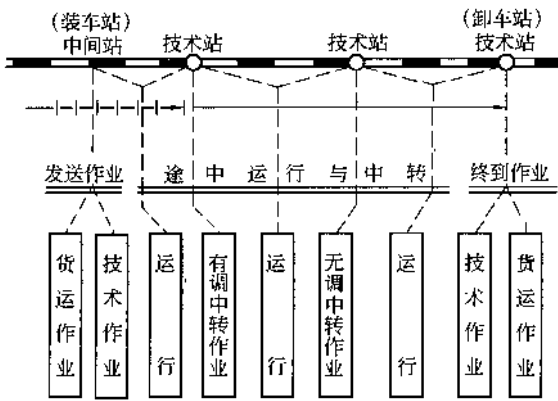 (装车站)
中间站
技术站
技术站
(卸车站)
技术站
发送作业
途中运行与中转
终到作业
货运作业
技术作业
运行
有调中转作业
运行
无调中转作业
运行
技术作业
货运作业